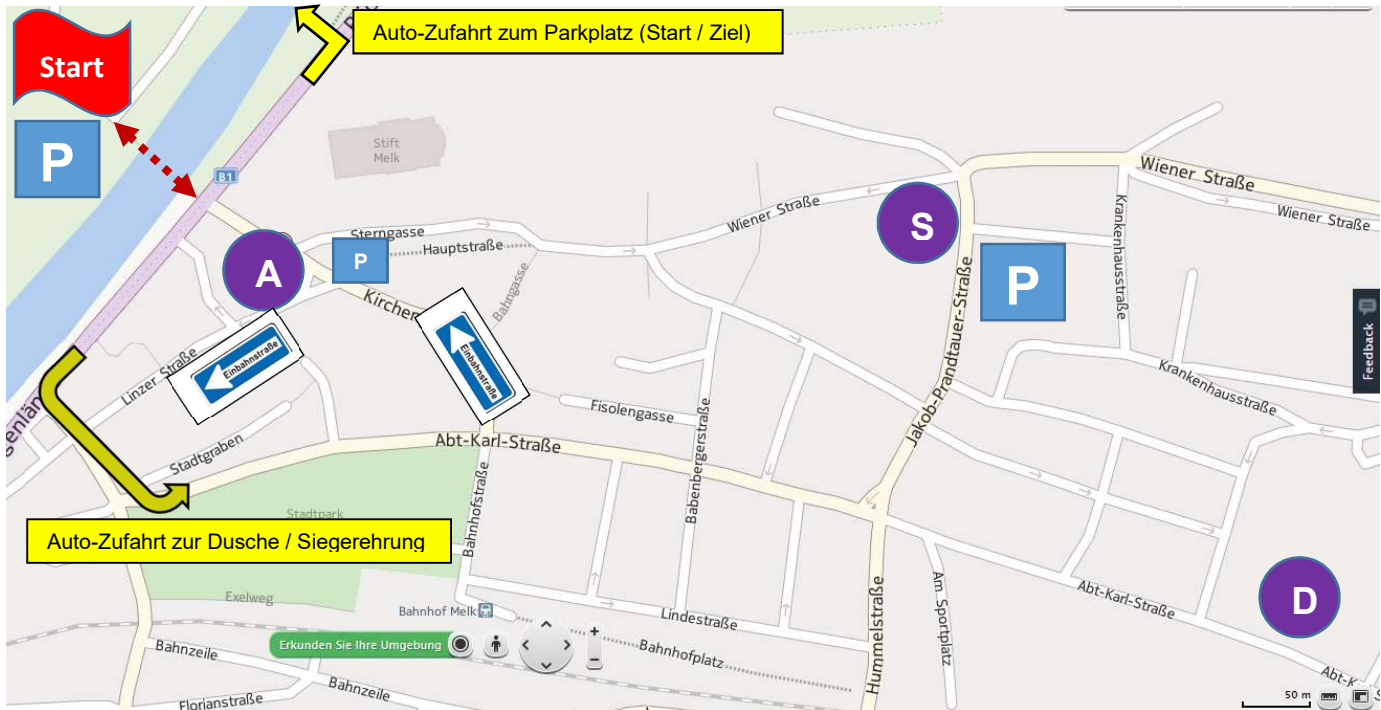 Auto-Zufahrt zum Parkplatz (Start / Ziel)
Start
P
B1
Stift
Melk
Wiener Straße
Wiener Straße
Wiener Straße
Krankenhausstraße
S
P
Sterngasse
Hauptstraße
P
A
Kirchen
Bahngasse
Einbahnstraße
Einbahnstraße
Linzer Straße
Stadtgraben
Fisolengasse
Babenbergerstraße
Jakob-Prandtauer-Straße
Krankenhausstraße
Feedback
Abt-Karl-Straße
Bahnhofstraße
Stadtpark
Auto-Zufahrt zur Dusche / Siegerehrung
Exelweg
Bahnhof Melk
Lindestraße
Hummelstraße
Am Sportplatz
Abt-Karl-Straße
D
Erkunden Sie Ihre Umgebung
Bahnhofplatz
Bahnzeile
Bahnzeile
Florianstraße
50 m